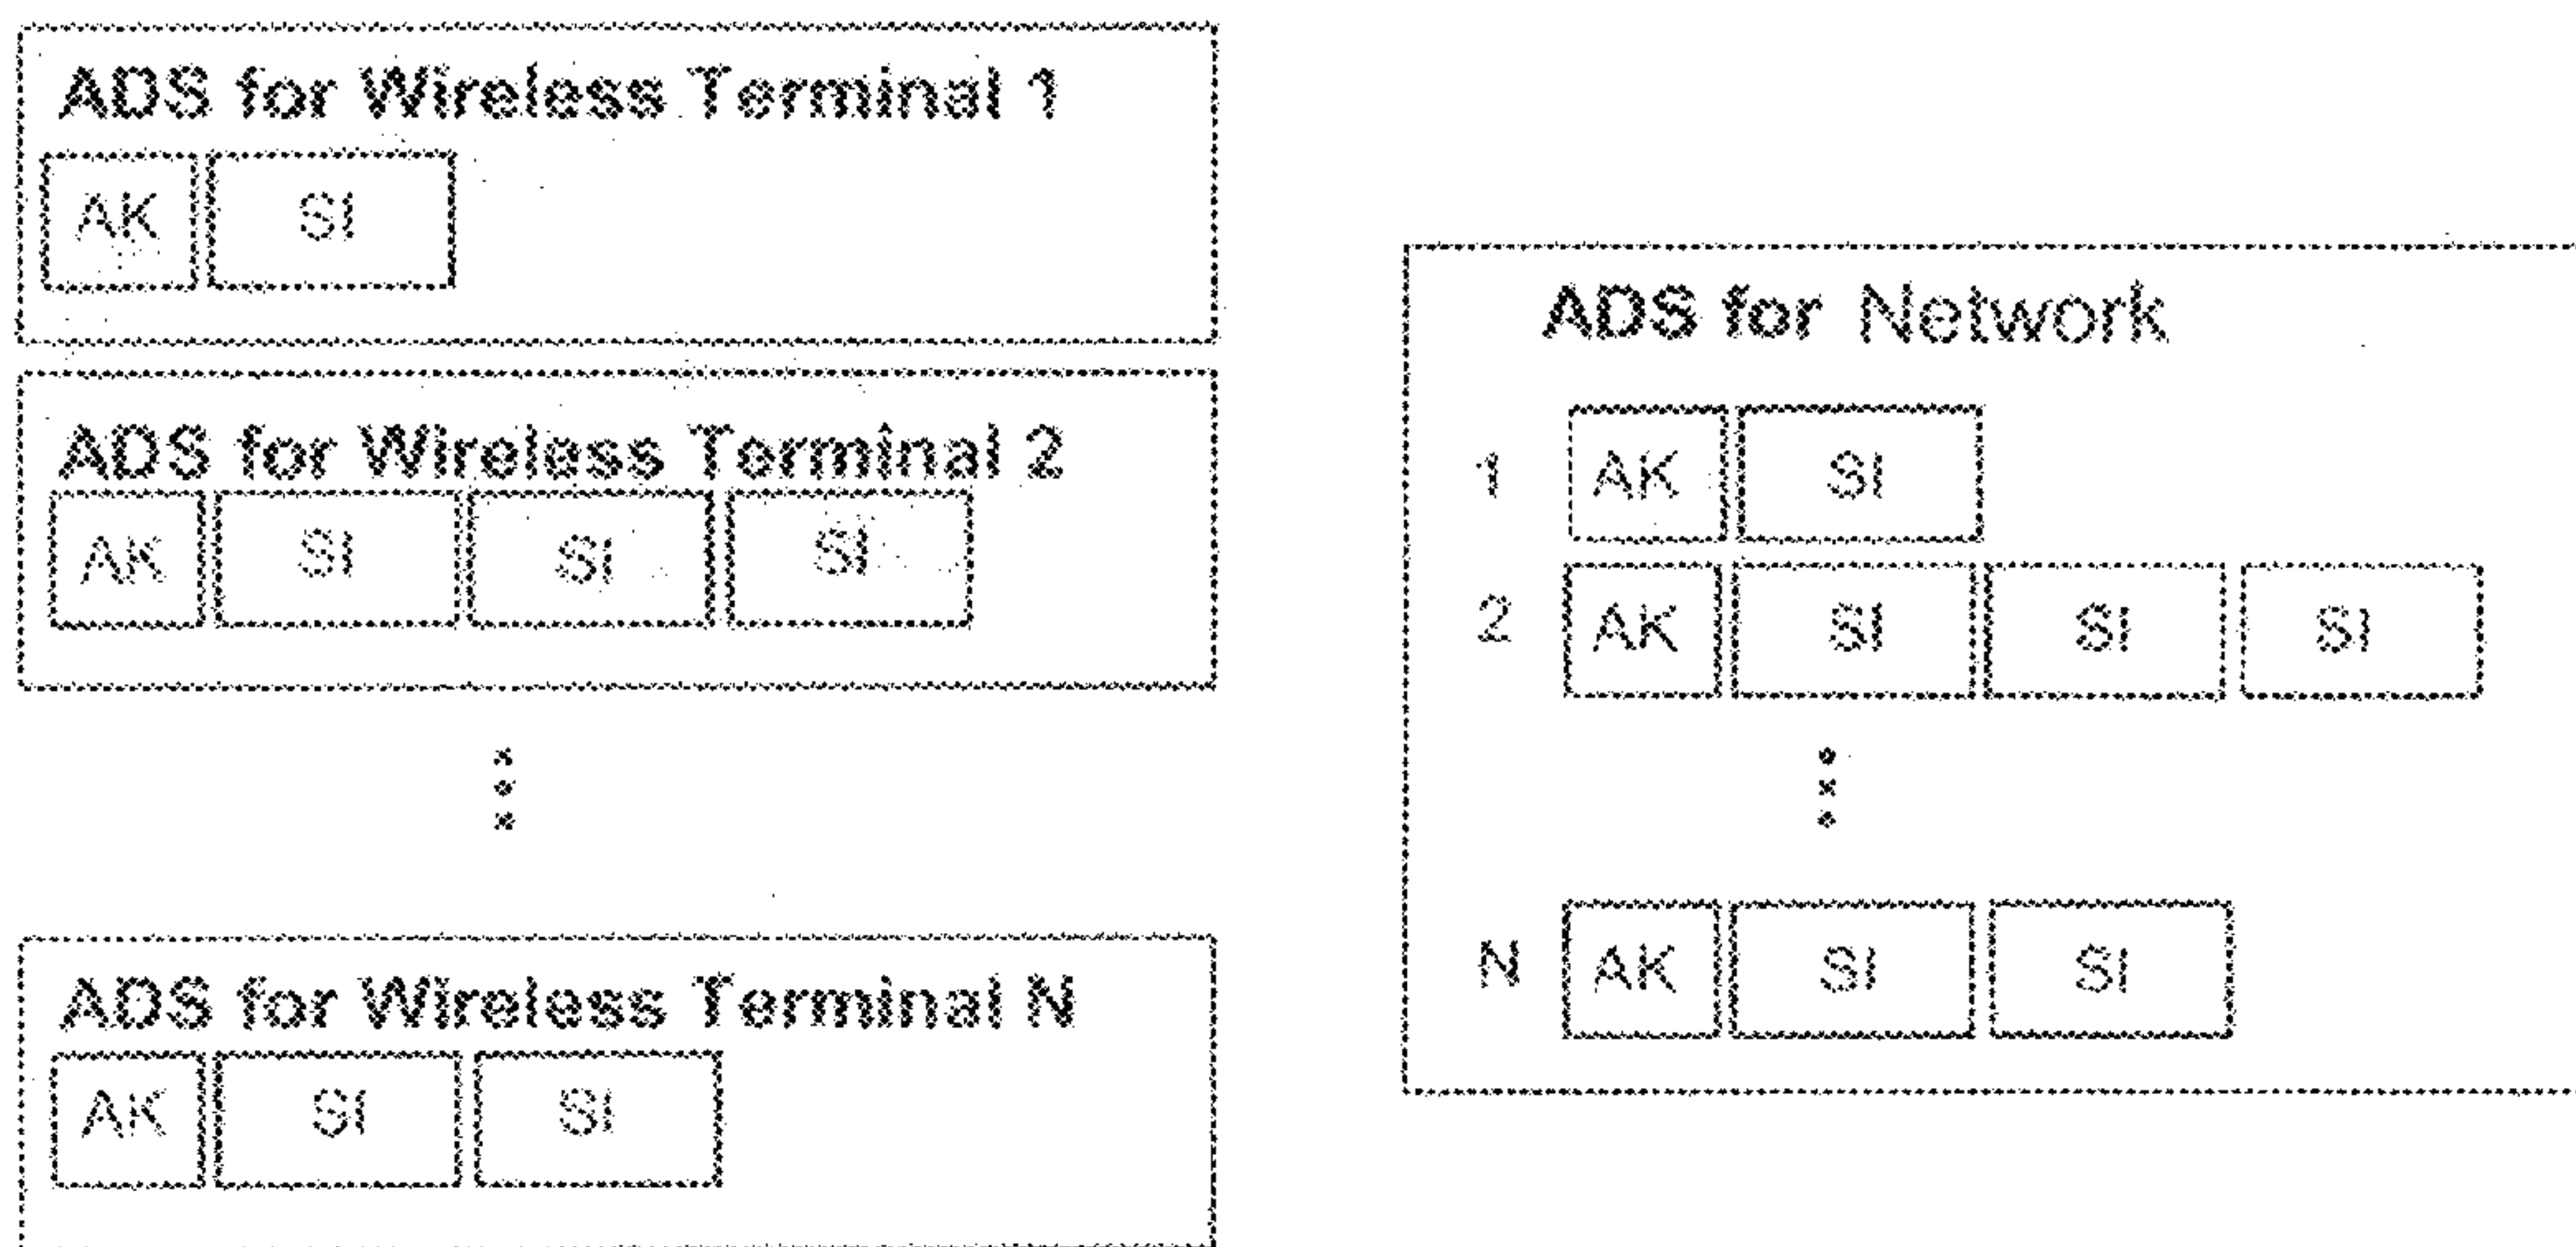 ADS for Wireless Terminal 1
AK SI
ADS for Wireless Terminal 2
AK SI SI SI
ADS for Wireless Terminal N
AK SI SI
ADS for Network
1 AK SI
2 AK SI SI SI
N AK SI SI